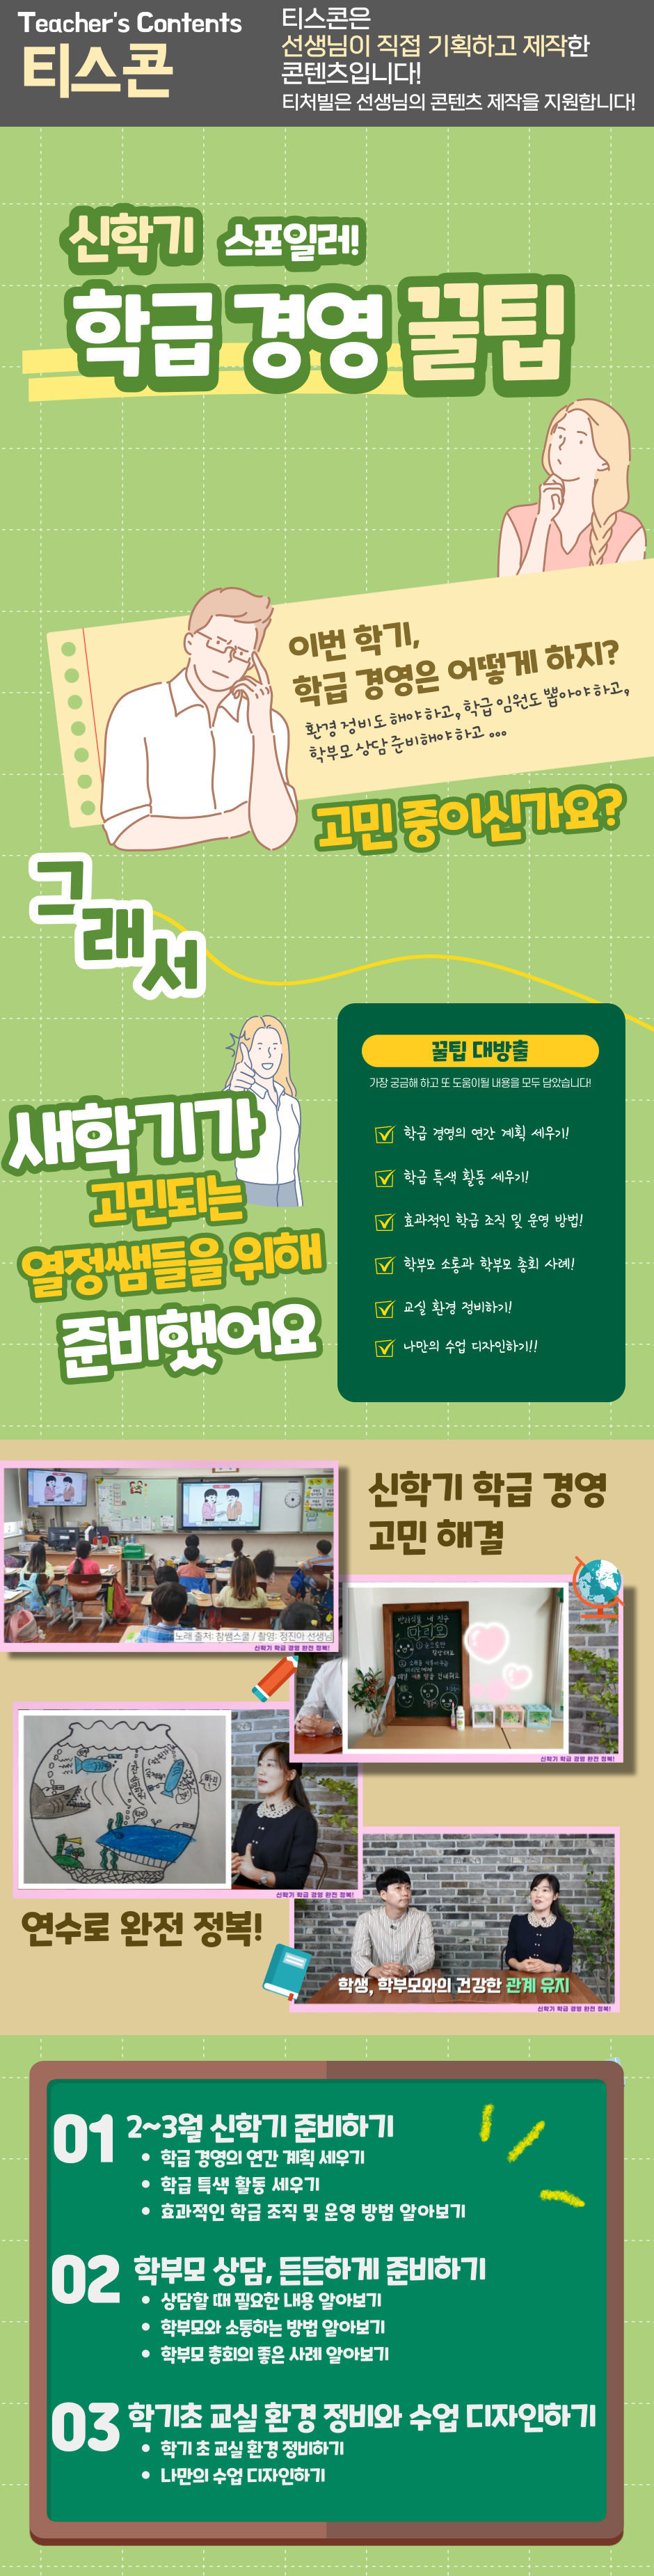 Teacher's Contents
티스콘
티스콘은
선생님이 직접 기획하고 제작한
콘텐츠입니다!
티처빌은 선생님의 콘텐츠 제작을 지원합니다!
신학기 스포일러!
학급 경영 꿀팁
이번 학기,
학급 경영은 어떻게 하지?
환경 정비도 해야 하고, 학급 임원도 뽑아야 하고,
학부모 상담 준비해야 하고 ...
고민 중이신가요?
그래서
새학기가
고민되는
열정쌤들을 위해
준비했어요
꿀팁 대방출
가장 궁금해 하고 또 도움이될 내용을 모두 담았습니다!
학급 경영의 연간 계획 세우기!
학급 특색 활동 세우기!
효과적인 학급 조직 및 운영 방법!
학부모 소통과 학부모 총회 사례!
교실 환경 정비하기!
나만의 수업 디자인하기!!
신학기 학급 경영
고민 해결
노래 출처: 참쌤스쿨 / 촬영: 정진아 선생님
신학기 학급 경영 완전 정복!
신학기 학급 경영 완전 정복!
신학기 학급 경영 완전 정복!
연수로 완전 정복!
학생, 학부모와의 건강한 관계 유지
신학기 학급 경영 완전 정복!
01 2~3월 신학기 준비하기
학급 경영의 연간 계획 세우기
학급 특색 활동 세우기
효과적인 학급 조직 및 운영 방법 알아보기
02 학부모 상담, 든든하게 준비하기
상담할 때 필요한 내용 알아보기
학부모와 소통하는 방법 알아보기
학부모 총회의 좋은 사례 알아보기
03 학기초 교실 환경 정비와 수업 디자인하기
학기 초 교실 환경 정비하기
나만의 수업 디자인하기